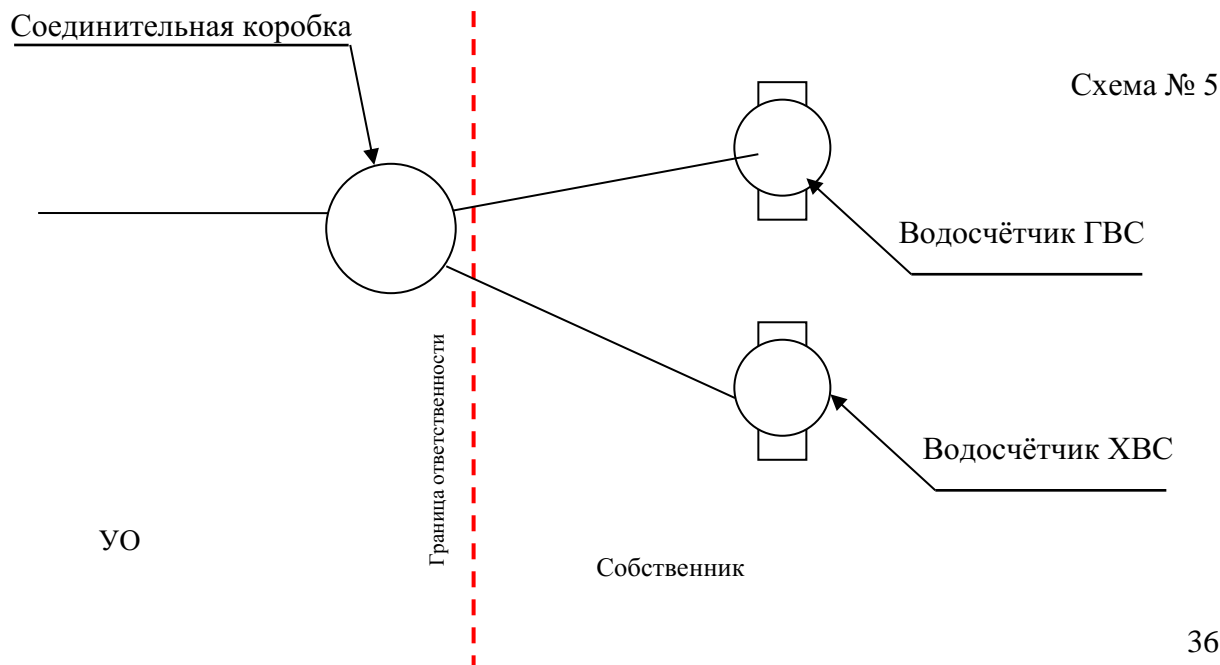 Соединительная коробка
Схема № 5
Водосчётчик ГВС
Водосчётчик ХВС
Граница ответственности
УО
Собственник
36